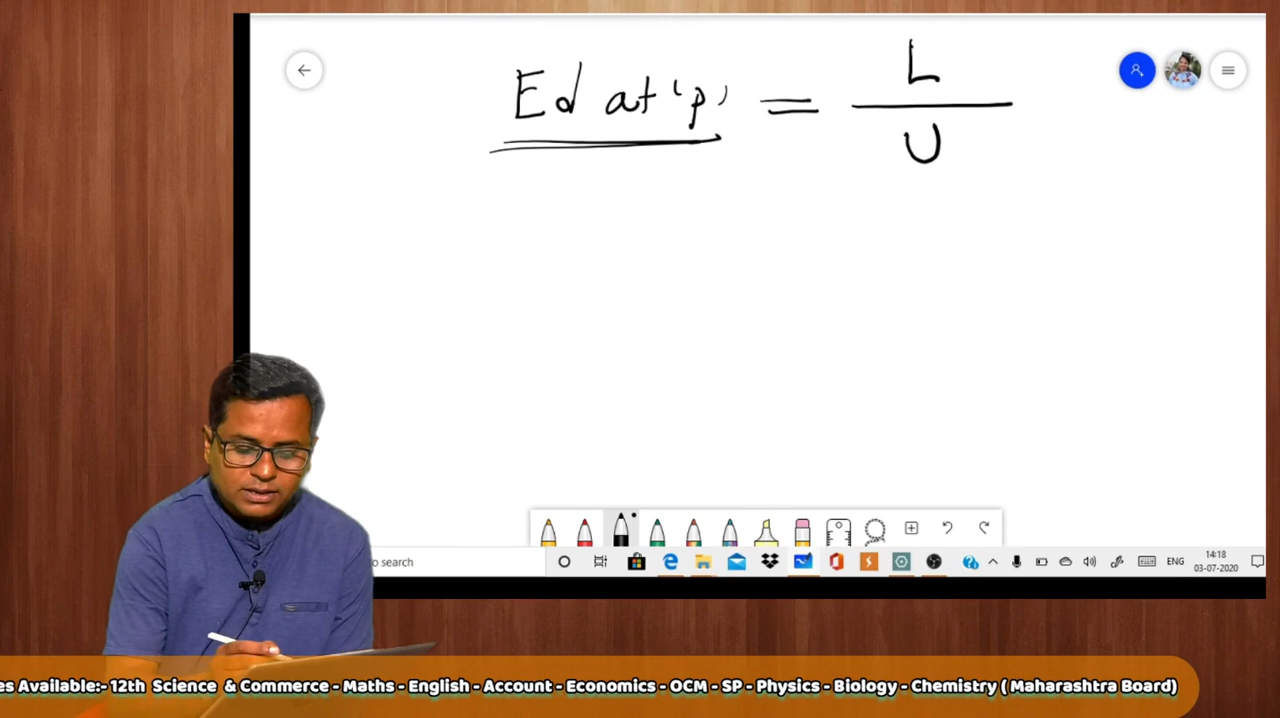 Ed at 'p' = L
U
o search
ENG
14:18
03-07-2020
es Available:- 12th Science & Commerce - Maths - English - Account - Economics - OCM - SP - Physics - Biology - Chemistry ( Maharashtra Board)